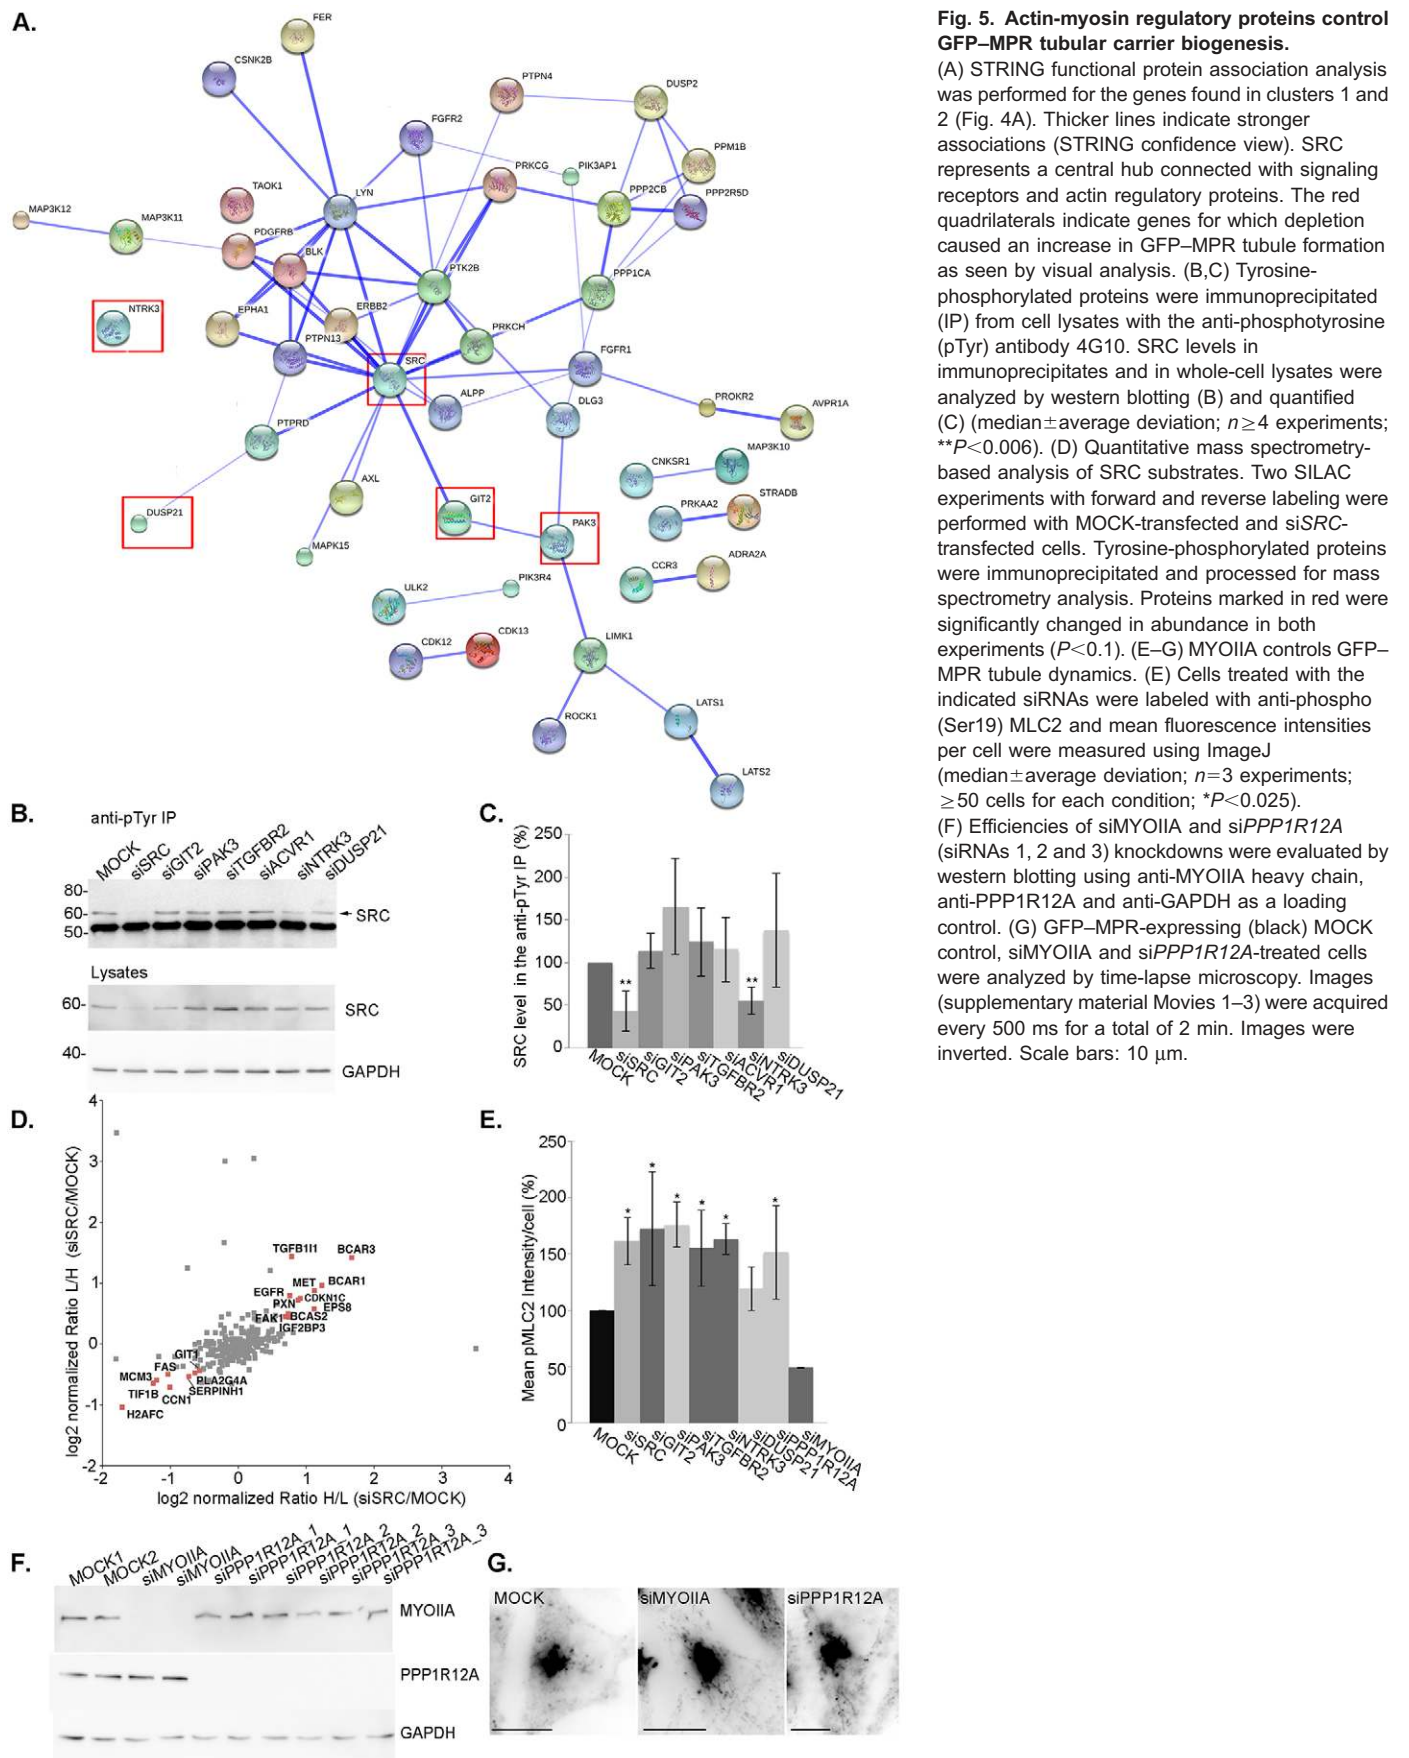 A.
FER
CSNK2B
PTPN4
DUSP2
FGFR2
PPM1B
PIK3AP1
PRKCG
TAOK1
LYN
PPP2CB
PPP2R5D
MAP3K12
MAP3K11
PDGFRB
BLK
PTK2B
PPP1CA
NTRK3
EPHA1
ERBB2
PRKCH
PTPN13
SRC
FGFR1
ALPP
DLG3
PROKR2
AVPR1A
PTPRD
MAP3K10
CNKSR1
AXL
GIT2
STRADB
PRKAA2
DUSP21
PAK3
MAPK15
CCR3
ADRA2A
ULK2
PIK3R4
CDK12
CDK13
LIMK1
ROCK1
LATS1
LATS2
Fig. 5. Actin-myosin regulatory proteins control
GFP–MPR tubular carrier biogenesis.
(A) STRING functional protein association analysis
was performed for the genes found in clusters 1 and
2 (Fig. 4A). Thicker lines indicate stronger
associations (STRING confidence view). SRC
represents a central hub connected with signaling
receptors and actin regulatory proteins. The red
quadrilaterals indicate genes for which depletion
caused an increase in GFP–MPR tubule formation
as seen by visual analysis. (B,C) Tyrosine-
phosphorylated proteins were immunoprecipitated
(IP) from cell lysates with the anti-phosphotyrosine
(pTyr) antibody 4G10. SRC levels in
immunoprecipitates and in whole-cell lysates were
analyzed by western blotting (B) and quantified
(C) (median±average deviation; n≥4 experiments;
**P<0.006). (D) Quantitative mass spectrometry-
based analysis of SRC substrates. Two SILAC
experiments with forward and reverse labeling were
performed with MOCK-transfected and siSRC-
transfected cells. Tyrosine-phosphorylated proteins
were immunoprecipitated and processed for mass
spectrometry analysis. Proteins marked in red were
significantly changed in abundance in both
experiments (P<0.1). (E–G) MYOIIA controls GFP–
MPR tubule dynamics. (E) Cells treated with the
indicated siRNAs were labeled with anti-phospho
(Ser19) MLC2 and mean fluorescence intensities
per cell were measured using ImageJ
(median±average deviation; n=3 experiments;
≥50 cells for each condition; *P<0.025).
(F) Efficiencies of siMYOIIA and siPPP1R12A
(siRNAs 1, 2 and 3) knockdowns were evaluated by
western blotting using anti-MYOIIA heavy chain,
anti-PPP1R12A and anti-GAPDH as a loading
control. (G) GFP–MPR-expressing (black) MOCK
control, siMYOIIA and siPPP1R12A-treated cells
were analyzed by time-lapse microscopy. Images
(supplementary material Movies 1–3) were acquired
every 500 ms for a total of 2 min. Images were
inverted. Scale bars: 10 μm.
B.
anti-pTyr IP
MOCK siSRC siGIT2 siPAK3 siTGFBR2 siACVR1 siNTRK3 siDUSP21
80-
60-
50-
SRC
Lysates
60-
SRC
40-
GAPDH
C.
SRC level in the anti-pTyr IP (%)
250
200
150
100
50
0
** **
MOCK siSRC siGIT2 siPAK3 siTGFBR2 siACVR1 siNTRK3 siDUSP21
D.
log2 normalized Ratio L/H (siSRC/MOCK)
4
3
2
1
0
-1
-2
TGFB1I1
BCAR3
MET
BCAR1
EGFR
CDKN1C
PXN
EPS8
FAK1
BCAS2
IGF2BP3
GIT1
FAS
MCM3
PLA2G4A
SERPINH1
TIF1B
CCN1
H2AFC
-2 -1 0 1 2 3 4
log2 normalized Ratio H/L (siSRC/MOCK)
E.
Mean pMLC2 Intensity/cell (%)
250
200
150
100
50
0
* * * * * *
MOCK siSRC siGIT2 siPAK3 siTGFBR2 siNTRK3 siDUSP21 siPPP1R12A siMYOIIA
F.
MOCK1 MOCK2 siMYOIIA siMYOIIA siPPP1R12A_1 siPPP1R12A_1 siPPP1R12A_2 siPPP1R12A_2 siPPP1R12A_3 siPPP1R12A_3
MYOIIA
PPP1R12A
GAPDH
G.
MOCK
siMYOIIA
siPPP1R12A